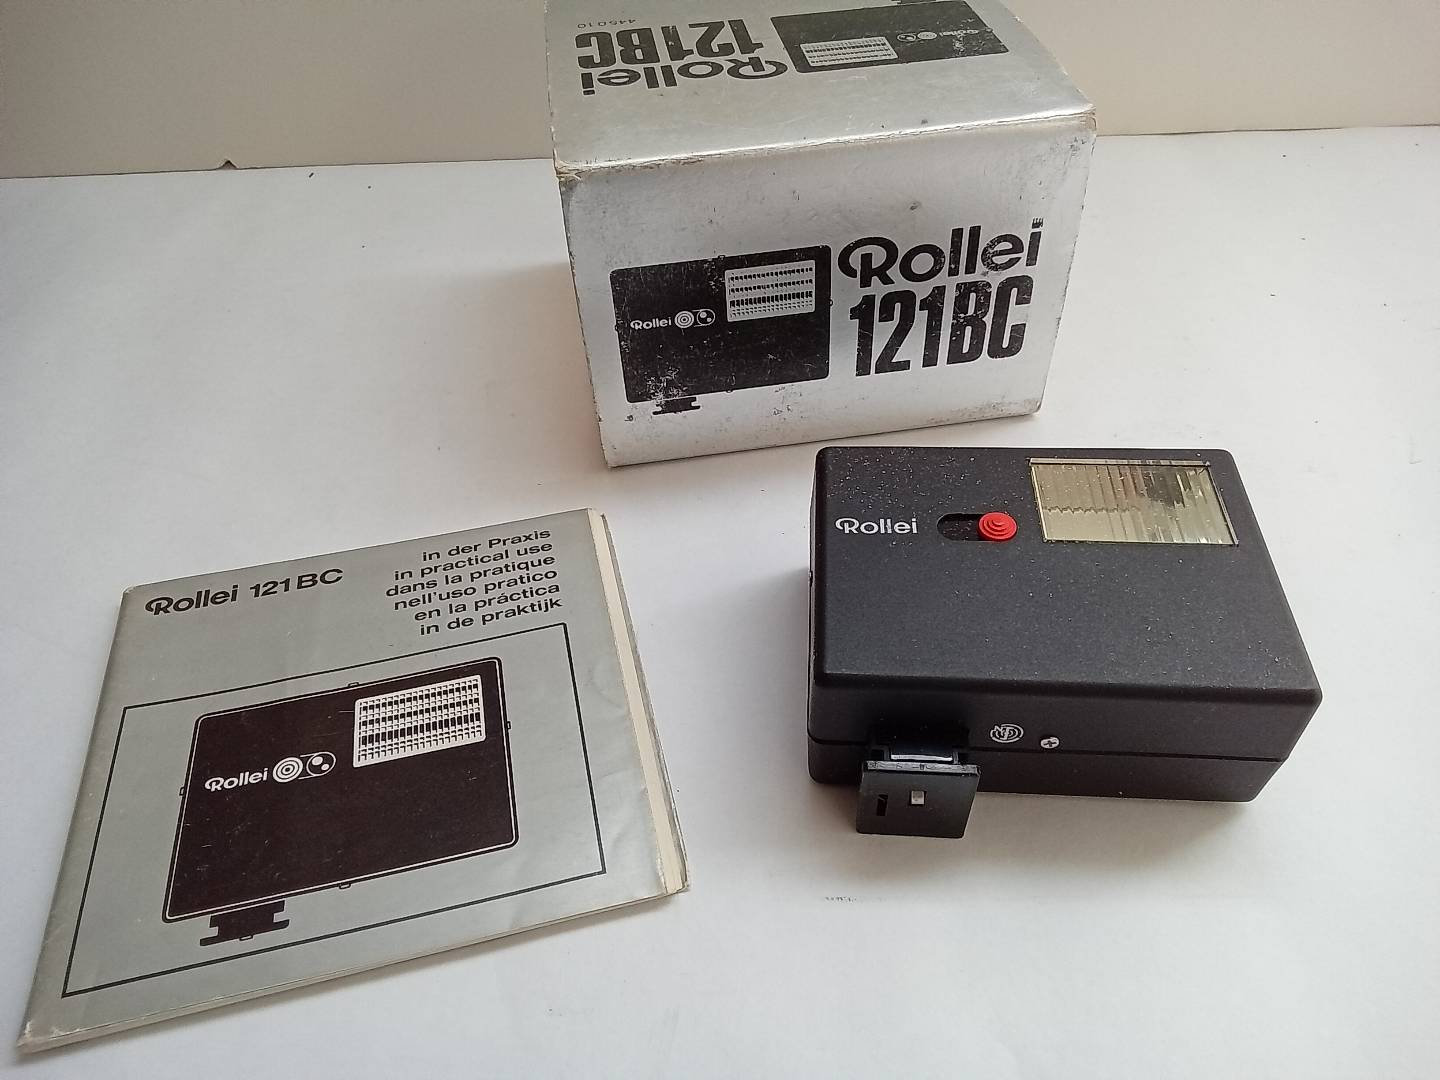 Rollei
121BC
445010
Rollei
121BC
Rollei
Rollei
Rollei
Rollei 121BC
in der Praxis
in practical use
dans la pratique
nell'uso pratico
en la práctica
in de praktijk
Rollei